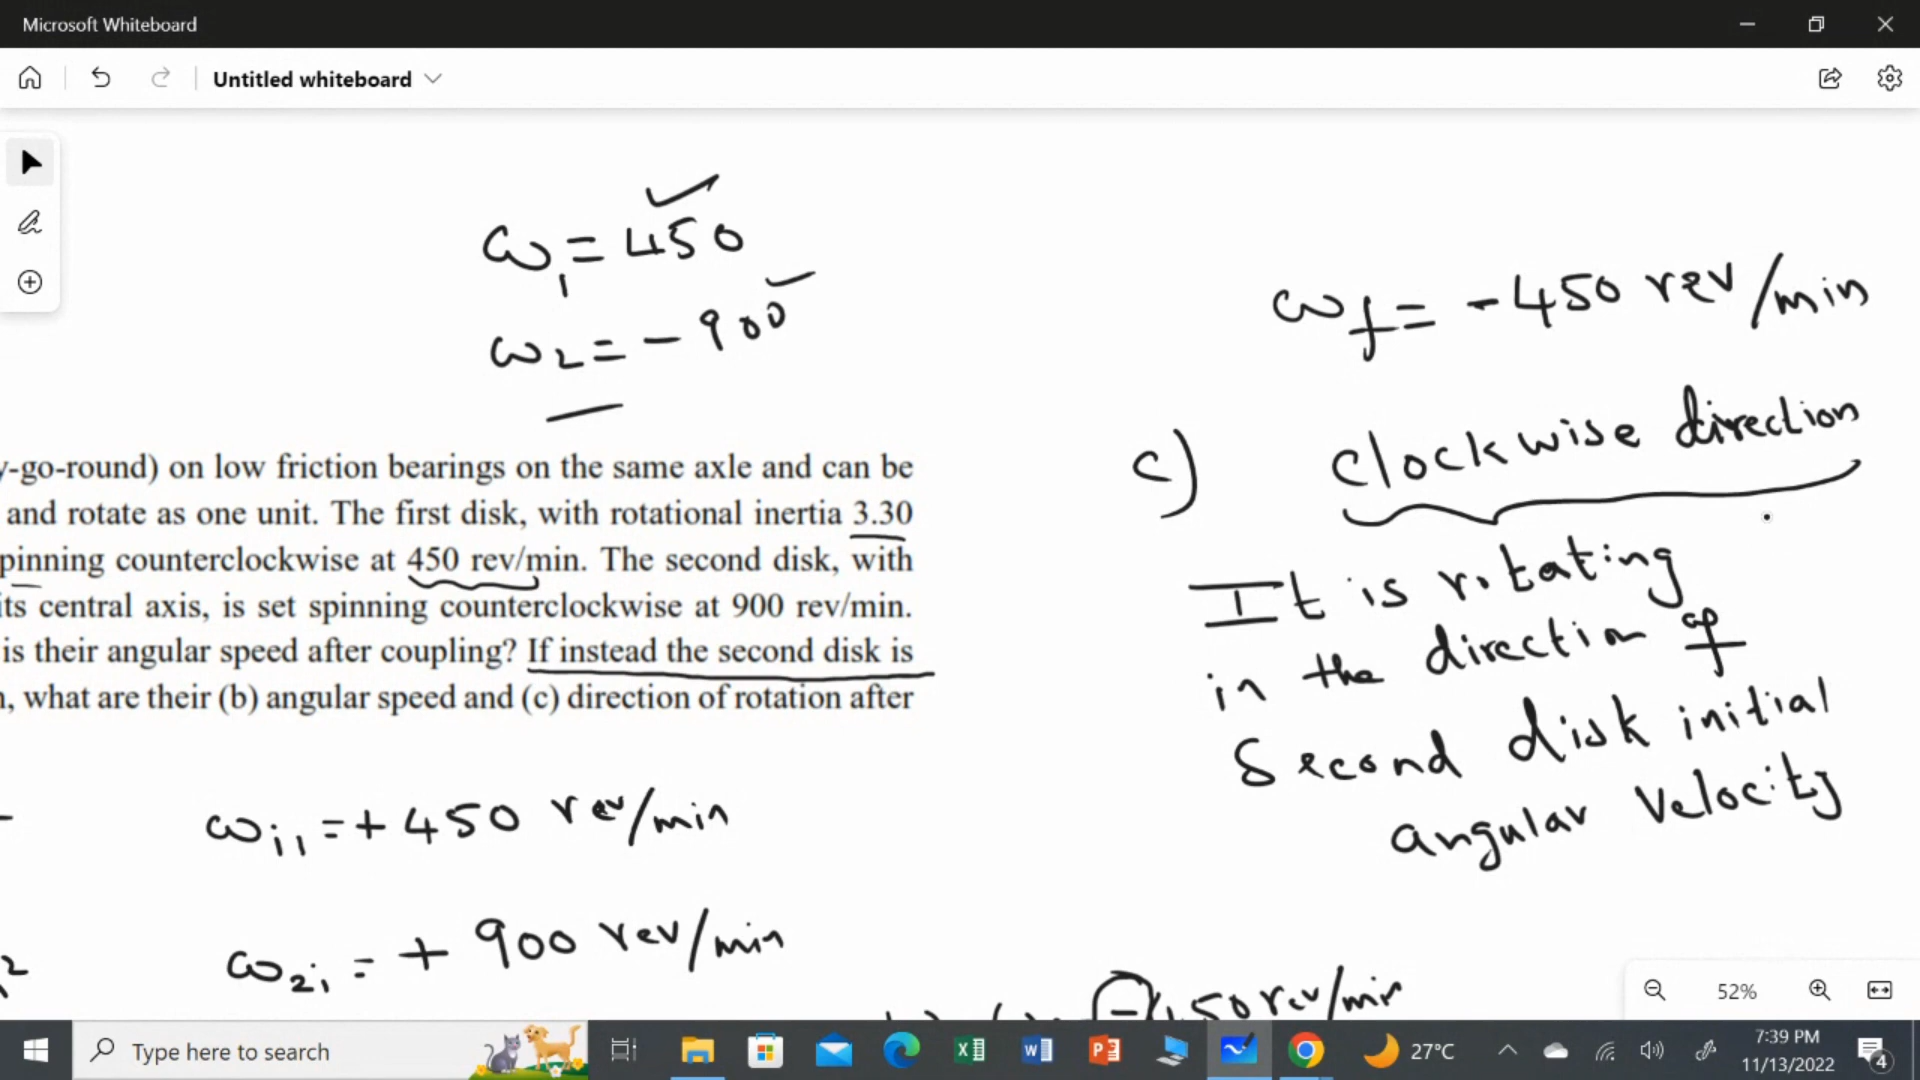 Microsoft Whiteboard
Untitled whiteboard
ω₁ = 450
ω₂ = - 900
y-go-round) on low friction bearings on the same axle and can be
and rotate as one unit. The first disk, with rotational inertia 3.30
pinning counterclockwise at 450 rev/min. The second disk, with
its central axis, is set spinning counterclockwise at 900 rev/min.
is their angular speed after coupling? If instead the second disk is
, what are their (b) angular speed and (c) direction of rotation after
ωi1 = + 450 rev/min
ω2i = + 900 rev/min
2
ωf = - 450 rev/min
c) clockwise direction
It is rotating
in the direction of
Second disk initial
angular velocity
450 rev/min
52%
Type here to search
27°C
7:39 PM
11/13/2022
4